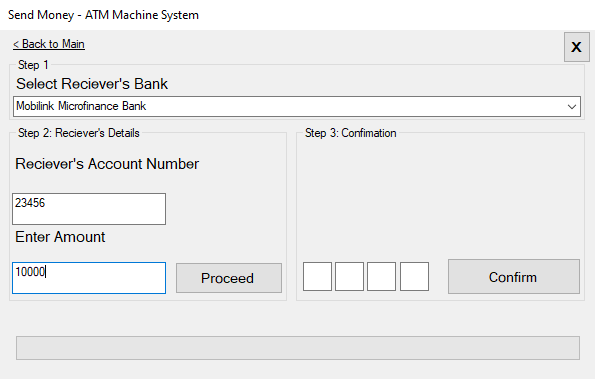 Send Money - ATM Machine System
< Back to Main
X
Step 1
Select Reciever's Bank
Mobilink Microfinance Bank
Step 2: Reciever's Details
Reciever's Account Number
23456
Enter Amount
10000
Proceed
Step 3: Confimation
Confirm